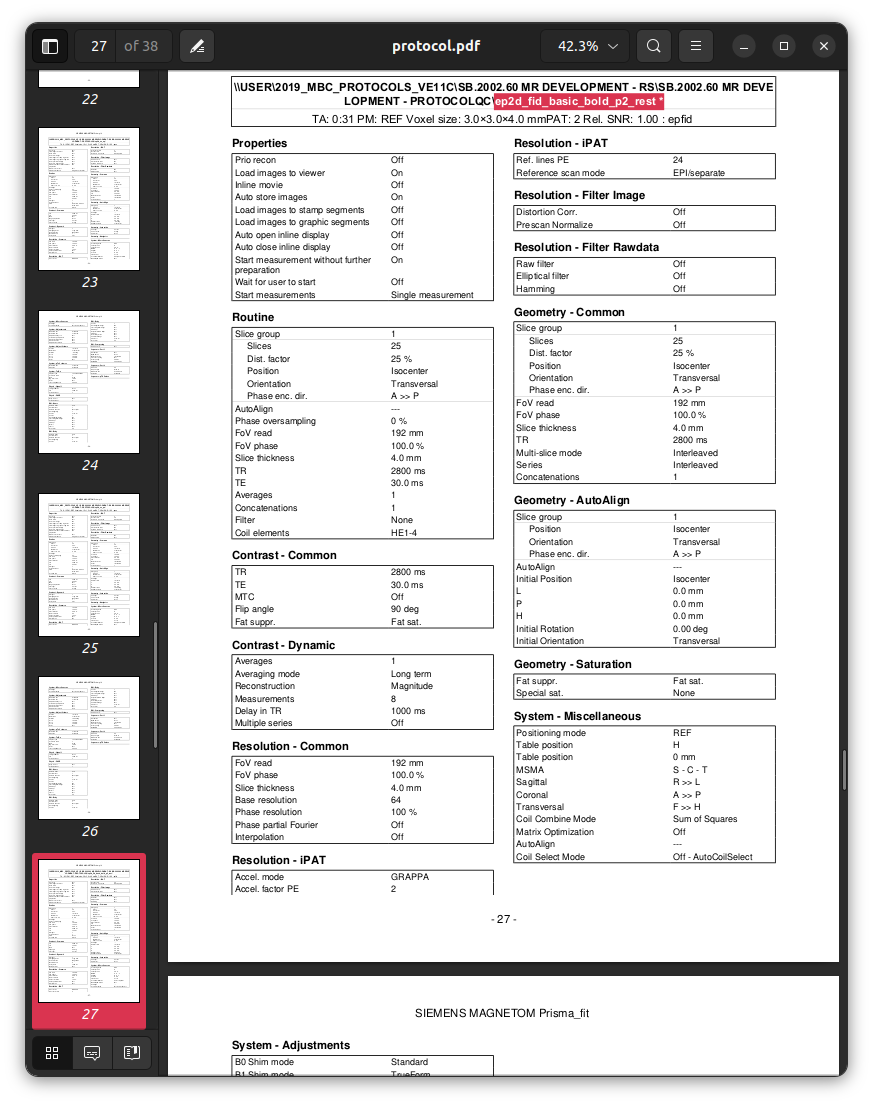 27
of 38
protocol.pdf
42.3%
22
23
24
25
26
27
\\USER\2019_MBC_PROTOCOLS_VE11C\SB.2002.60 MR DEVELOPMENT - RS\SB.2002.60 MR DEVE
LOPMENT - PROTOCOLQC\ep2d_fid_basic_bold_p2_rest *
TA: 0:31 PM: REF Voxel size: 3.0×3.0×4.0 mmPAT: 2 Rel. SNR: 1.00 : epfid
Properties
Prio recon Off
Load images to viewer On
Inline movie Off
Auto store images On
Load images to stamp segments Off
Load images to graphic segments Off
Auto open inline display Off
Auto close inline display Off
Start measurement without further On
preparation
Wait for user to start Off
Start measurements Single measurement
Routine
Slice group 1
Slices 25
Dist. factor 25 %
Position Isocenter
Orientation Transversal
Phase enc. dir. A >> P
AutoAlign ---
Phase oversampling 0 %
FoV read 192 mm
FoV phase 100.0 %
Slice thickness 4.0 mm
TR 2800 ms
TE 30.0 ms
Averages 1
Concatenations 1
Filter None
Coil elements HE1-4
Contrast - Common
TR 2800 ms
TE 30.0 ms
MTC Off
Flip angle 90 deg
Fat suppr. Fat sat.
Contrast - Dynamic
Averages 1
Averaging mode Long term
Reconstruction Magnitude
Measurements 8
Delay in TR 1000 ms
Multiple series Off
Resolution - Common
FoV read 192 mm
FoV phase 100.0 %
Slice thickness 4.0 mm
Base resolution 64
Phase resolution 100 %
Phase partial Fourier Off
Interpolation Off
Resolution - iPAT
Accel. mode GRAPPA
Accel. factor PE 2
Resolution - iPAT
Ref. lines PE 24
Reference scan mode EPI/separate
Resolution - Filter Image
Distortion Corr. Off
Prescan Normalize Off
Resolution - Filter Rawdata
Raw filter Off
Elliptical filter Off
Hamming Off
Geometry - Common
Slice group 1
Slices 25
Dist. factor 25 %
Position Isocenter
Orientation Transversal
Phase enc. dir. A >> P
FoV read 192 mm
FoV phase 100.0 %
Slice thickness 4.0 mm
TR 2800 ms
Multi-slice mode Interleaved
Series Interleaved
Concatenations 1
Geometry - AutoAlign
Slice group 1
Position Isocenter
Orientation Transversal
Phase enc. dir. A >> P
AutoAlign ---
Initial Position Isocenter
L 0.0 mm
P 0.0 mm
H 0.0 mm
Initial Rotation 0.00 deg
Initial Orientation Transversal
Geometry - Saturation
Fat suppr. Fat sat.
Special sat. None
System - Miscellaneous
Positioning mode REF
Table position H
Table position 0 mm
MSMA S - C - T
Sagittal R >> L
Coronal A >> P
Transversal F >> H
Coil Combine Mode Sum of Squares
Matrix Optimization Off
AutoAlign ---
Coil Select Mode Off - AutoCoilSelect
- 27 -
SIEMENS MAGNETOM Prisma_fit
System - Adjustments
B0 Shim mode Standard
B1 Shim mode TrueForm